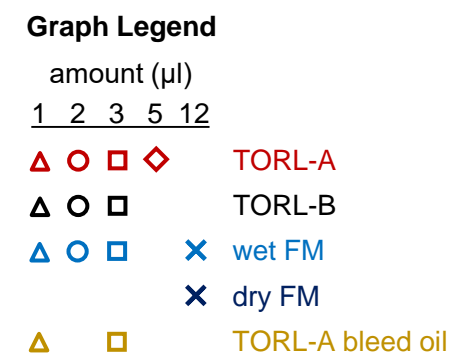 Graph Legend
amount (µl)
1 2 3 5 12
TORL-A
TORL-B
wet FM
dry FM
TORL-A bleed oil